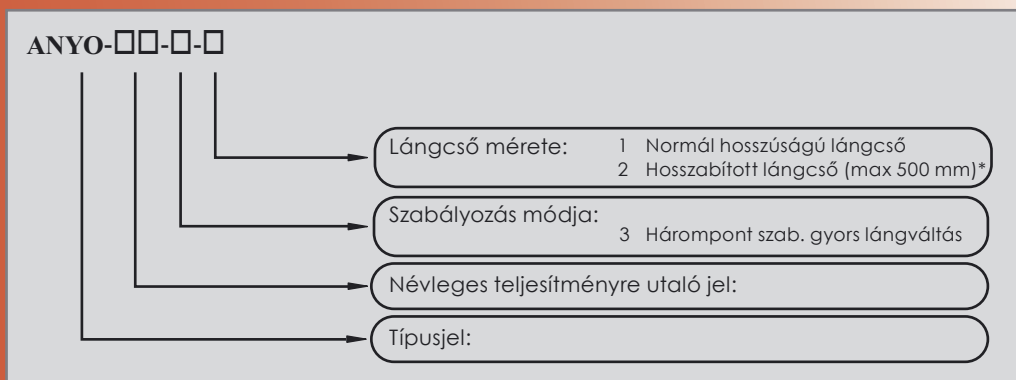 ANYO-□□-□-□
Lángcső mérete: 1 Normál hosszúságú lángcső
2 Hosszabított lángcső (max 500 mm)*
Szabályozás módja:
3 Hárompont szab. gyors lángváltás
Névleges teljesítményre utaló jel:
Típusjel: